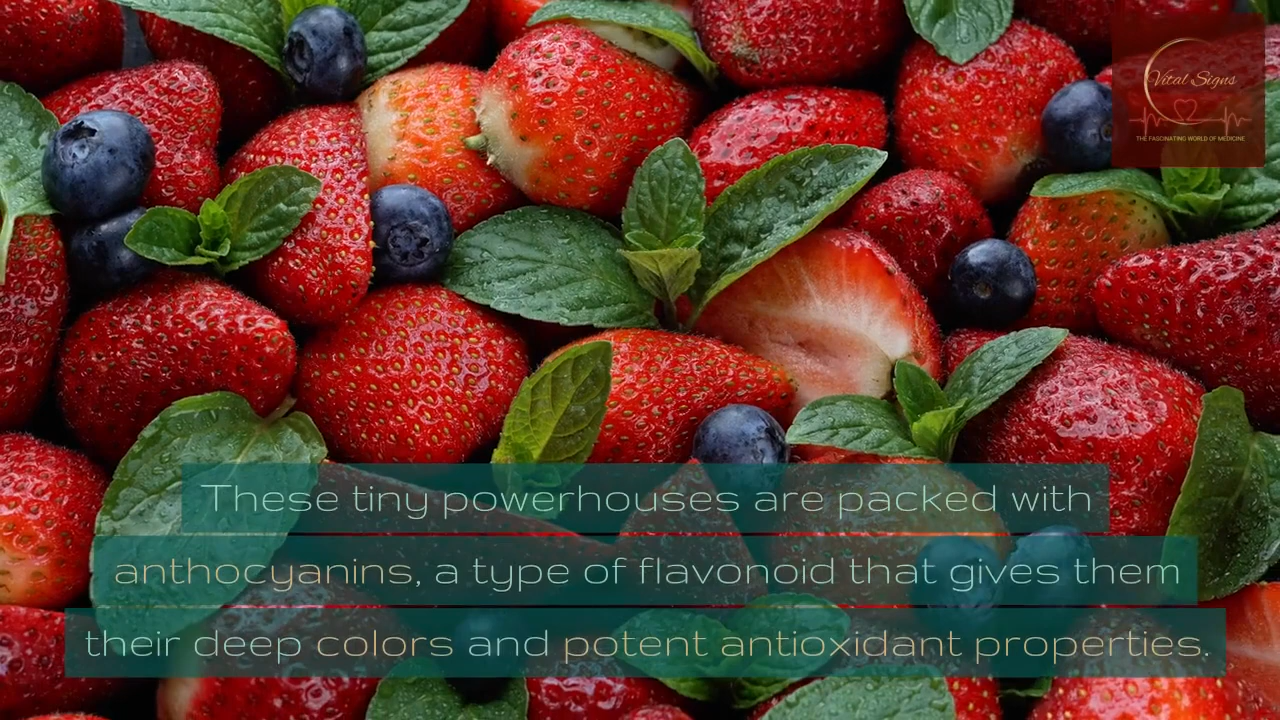 Vital Signs
THE FASCINATING WORLD OF MEDICINE
These tiny powerhouses are packed with
anthocyanins, a type of flavonoid that gives them
their deep colors and potent antioxidant properties.